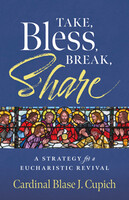 TAKE,
Bless,
BREAK,
Share
A STRATEGY for a
EUCHARISTIC REVIVAL
Cardinal Blase J. Cupich